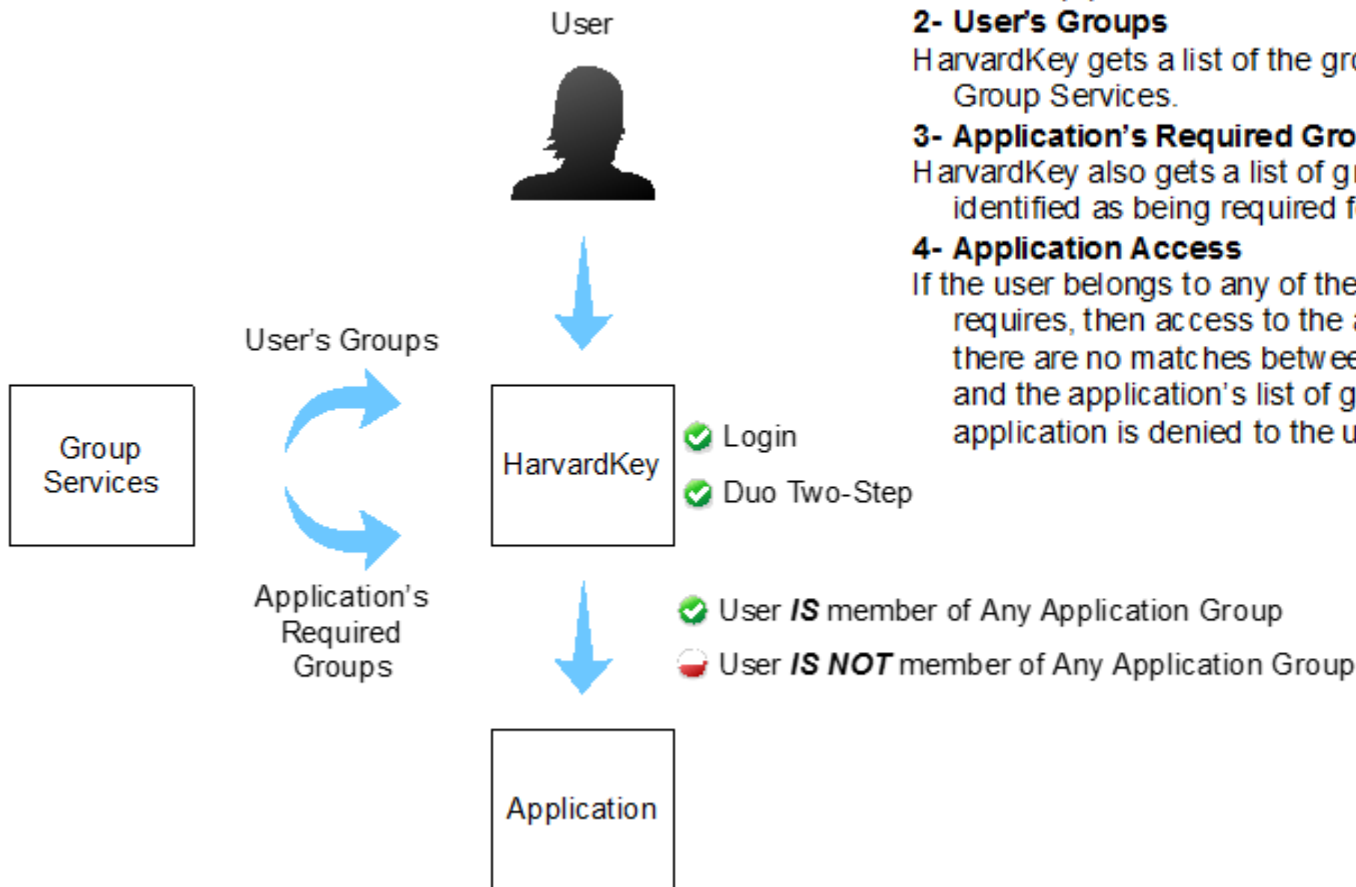 User
2- User's Groups
HarvardKey gets a list of the
Group Services.
3- Application's Required
HarvardKey also gets a list of
identified as being required
4- Application Access
If the user belongs to any of the
requires, then access to the
there are no matches
and the application's list of
application is denied to the
User's Groups
Group
Services
HarvardKey
Login
Duo Two-Step
Application's
Required
Groups
User IS member of Any Application Group
User IS NOT member of Any Application Group
Application